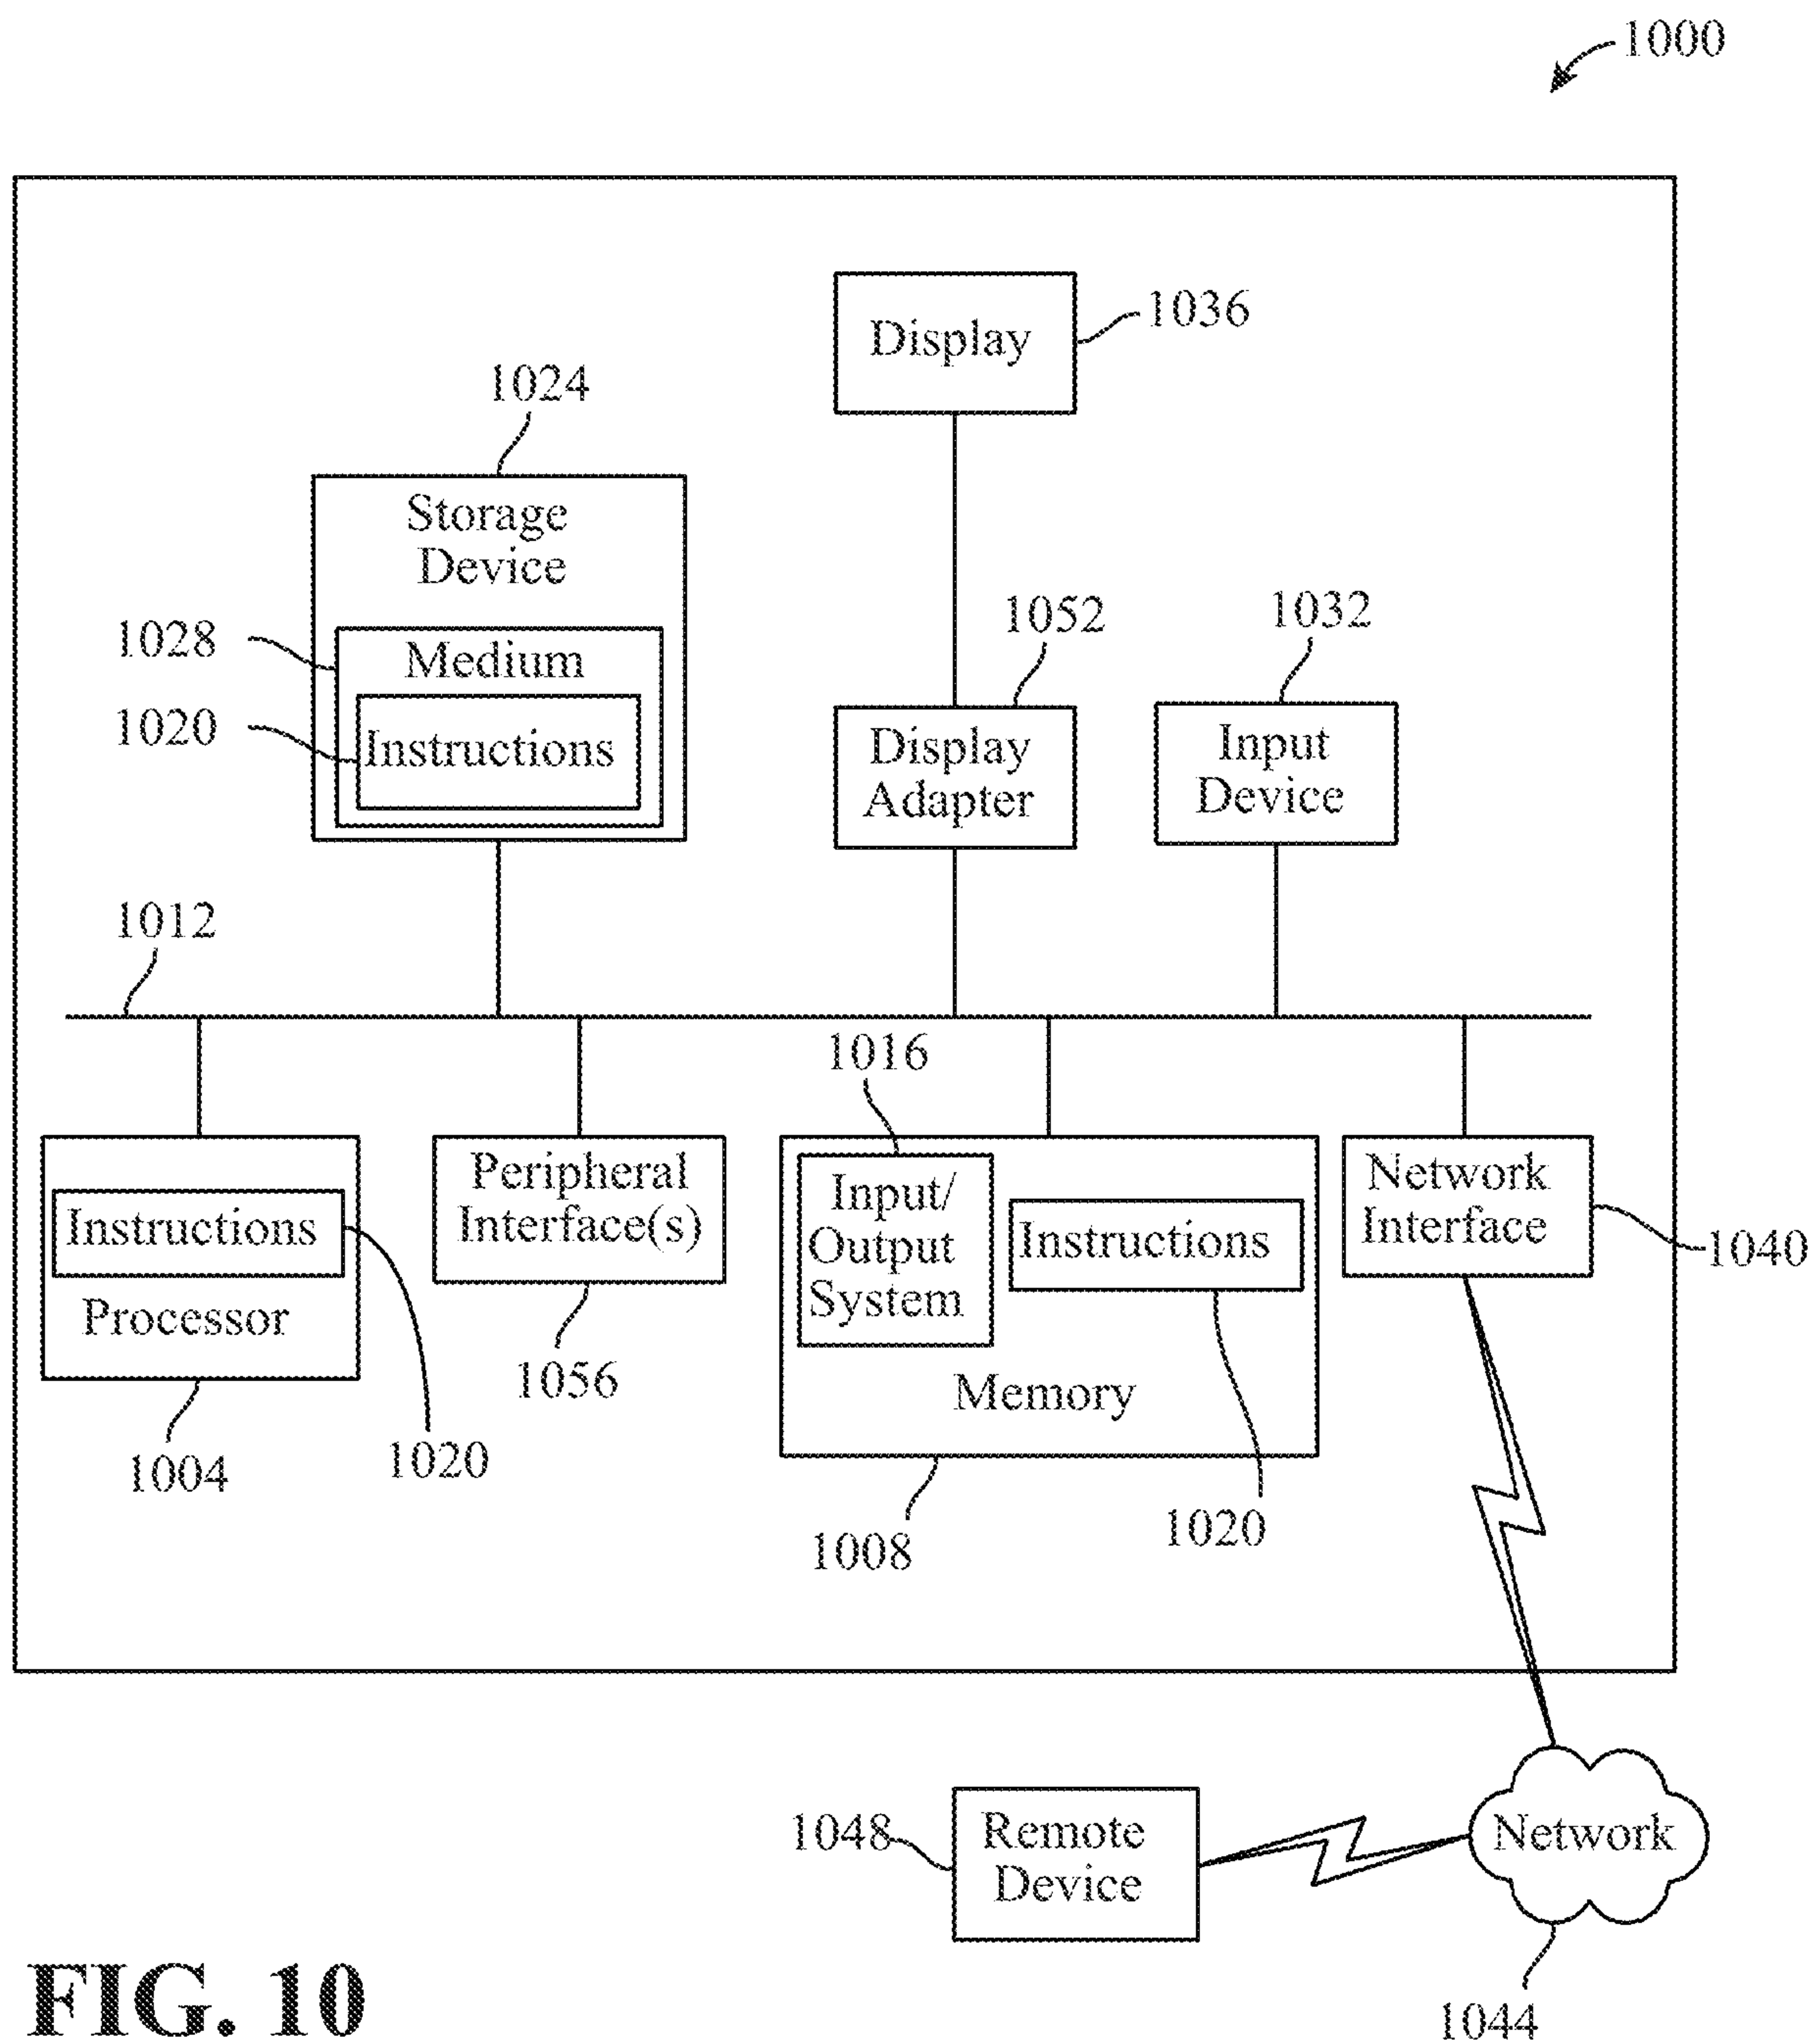 1000
Display
1036
1024
Storage
Device
1028
Medium
1020
Instructions
1052
Display
Adapter
1032
Input
Device
1012
1016
Instructions
Processor
1004
1020
Peripheral
Interface(s)
1056
Input/
Output
System
Instructions
Memory
1008
1020
Network
Interface
1040
1048
Remote
Device
Network
1044
FIG. 10